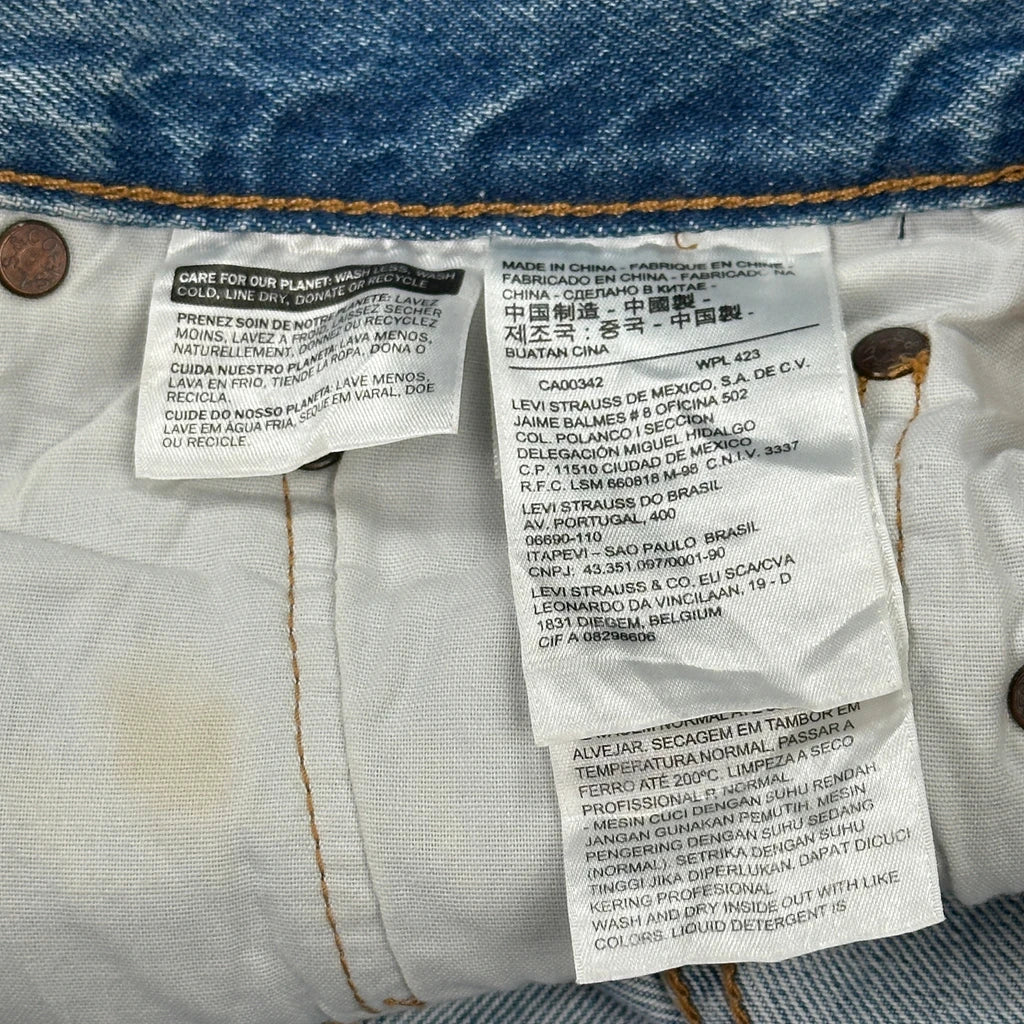 CARE FOR OUR PLANET: WASH LESS, WASH
COLD, LINE DRY, DONATE OR RECYCLE
PRENEZ SOIN DE NOTRE PLANÈTE: LAVEZ
MOINS, LAVEZ A FROID, LAISSEZ SÉCHER
NATURELLEMENT, DONNEZ OU RECYCLEZ
CUIDA NUESTRO PLANETA: LAVA MENOS,
LAVA EN FRIO, TIENDE LA ROPA, DONA O
RECICLA.
CUIDE DO NOSSO PLANETA: LAVE MENOS,
LAVE EM ÁGUA FRIA, SEQUE EM VARAL, DOE
OU RECICLE.
MADE IN CHINA - FABRIQUE EN CHINE -
FABRICADO EN CHINA - FABRICADO NA
CHINA - СДЕЛАНО В КИТАЕ -
中国制造 - 中國製 -
제조국 : 중국 - 中国製 -
BUATAN CINA
CA00342 WPL 423
LEVI STRAUSS DE MEXICO, S.A. DE C.V.
JAIME BALMES # 8 OFICINA 502
COL. POLANCO I SECCION
DELEGACIÓN MIGUEL HIDALGO
C.P. 11510 CIUDAD DE MÉXICO
R.F.C. LSM 660818 M-98 C.N.I.V. 3337
LEVI STRAUSS DO BRASIL
AV. PORTUGAL, 400
06690-110
ITAPEVI – SAO PAULO BRASIL
CNPJ: 43.351.097/0001-90
LEVI STRAUSS & CO. EU SCA/CVA
LEONARDO DA VINCILAAN, 19 - D
1831 DIEGEM, BELGIUM
CIF A 08298606
NORMAL
ALVEJAR. SECAGEM EM TAMBOR EM
TEMPERATURA NORMAL, PASSAR A
FERRO ATÉ 200°C. LIMPEZA A SECO
PROFISSIONAL P, NORMAL
- MESIN CUCI DENGAN SUHU RENDAH
JANGAN GUNAKAN PEMUTIH. MESIN
PENGERING DENGAN SUHU SEDANG
(NORMAL). SETRIKA DENGAN SUHU
TINGGI JIKA DIPERLUKAN, DAPAT DICUCI
KERING PROFESIONAL
WASH AND DRY INSIDE OUT WITH LIKE
COLORS. LIQUID DETERGENT IS